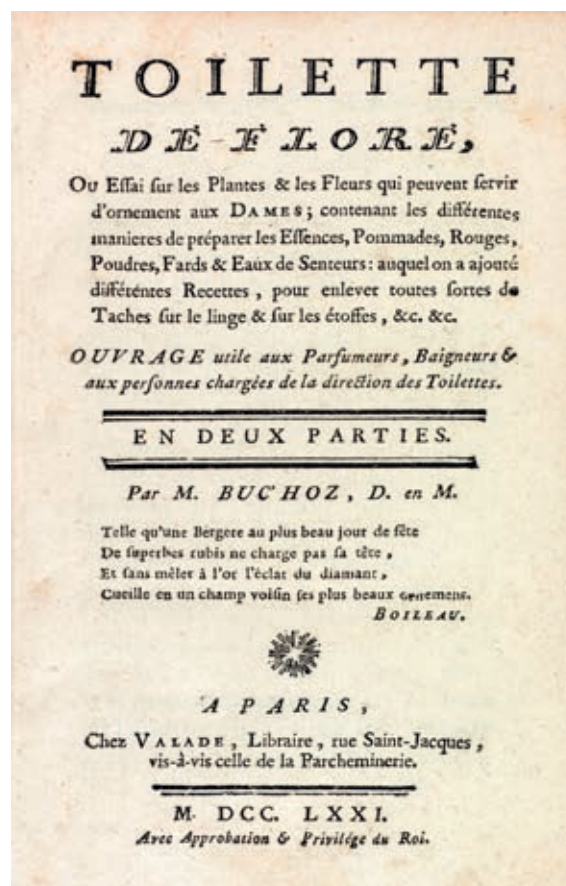 TOILETTE
DE FLORE,
OU Eſſai ſur les Plantes & les Fleurs qui peuvent ſervir
d'ornement aux DAMES; contenant les différentes
manieres de préparer les Eſſences, Pommades, Rouges,
Poudres, Fards & Eaux de Senteurs: auquel on a ajouté
différentes Recettes, pour enlever toutes ſortes de
Taches ſur le linge & ſur les étoffes, &c. &c.
OUVRAGE utile aux Parfumeurs, Baigneurs &
aux perſonnes chargées de la direction des Toilettes.
EN DEUX PARTIES.
Par M. BUC'HOZ, D. en M.
Telle qu'une Bergere au plus beau jour de fête
De ſuperbes rubis ne charge pas ſa tête,
Et ſans mêler à l'or l'éclat du diamant,
Cueille en un champ voiſin ſes plus beaux ornemens.
BOILEAU.
A PARIS,
Chez VALADE, Libraire, rue Saint-Jacques,
vis-à-vis celle de la Parcheminerie.
M. DCC. LXXI.
Avec Approbation & Privilége du Roi.